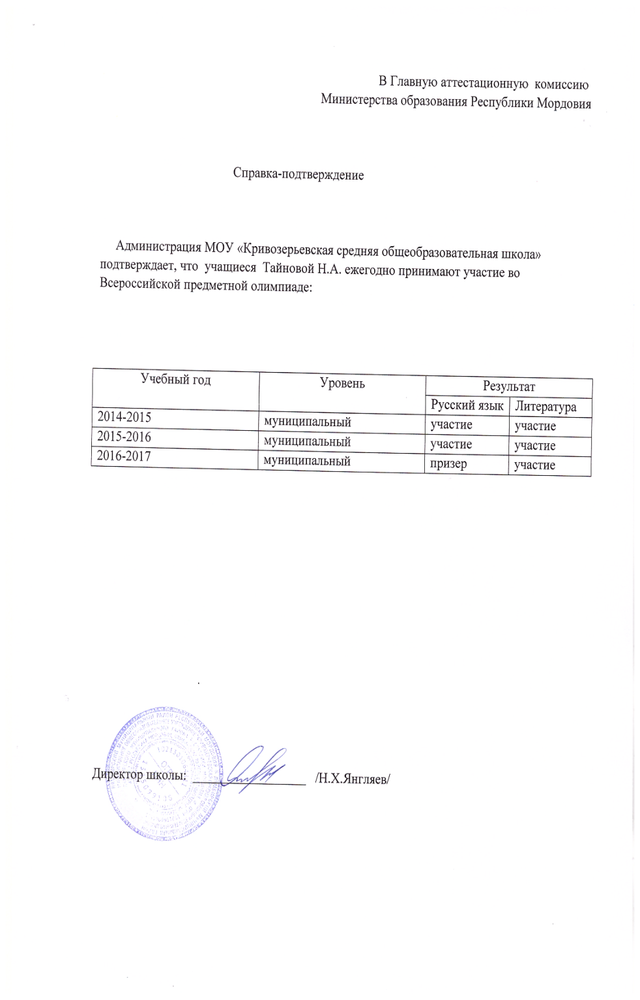 В Главную аттестационную комиссию
Министерства образования Республики Мордовия
Справка-подтверждение
Администрация МОУ «Кривозерьевская средняя общеобразовательная школа»
подтверждает, что учащиеся Тайновой Н.А. ежегодно принимают участие во
Всероссийской предметной олимпиаде:
Учебный год Уровень Результат
Русский язык Литература
2014-2015 муниципальный участие участие
2015-2016 муниципальный участие участие
2016-2017 муниципальный призер участие
Директор школы: /Н.Х.Янгляев/